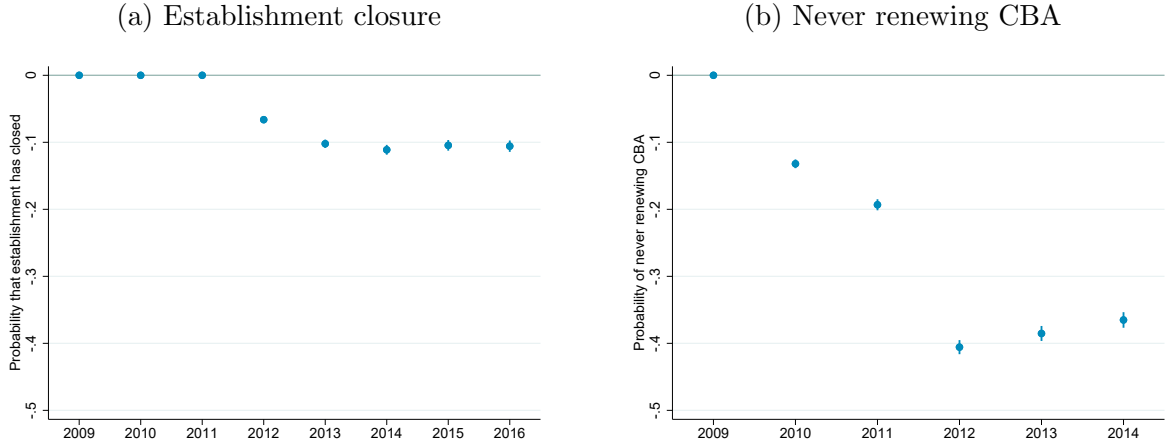 (a) Establishment closure
Probability that establishment has closed
0
-.1
-.2
-.3
-.4
-.5
2009 2010 2011 2012 2013 2014 2015 2016
(b) Never renewing CBA
Probability of never renewing CBA
0
-.1
-.2
-.3
-.4
-.5
2009 2010 2011 2012 2013 2014